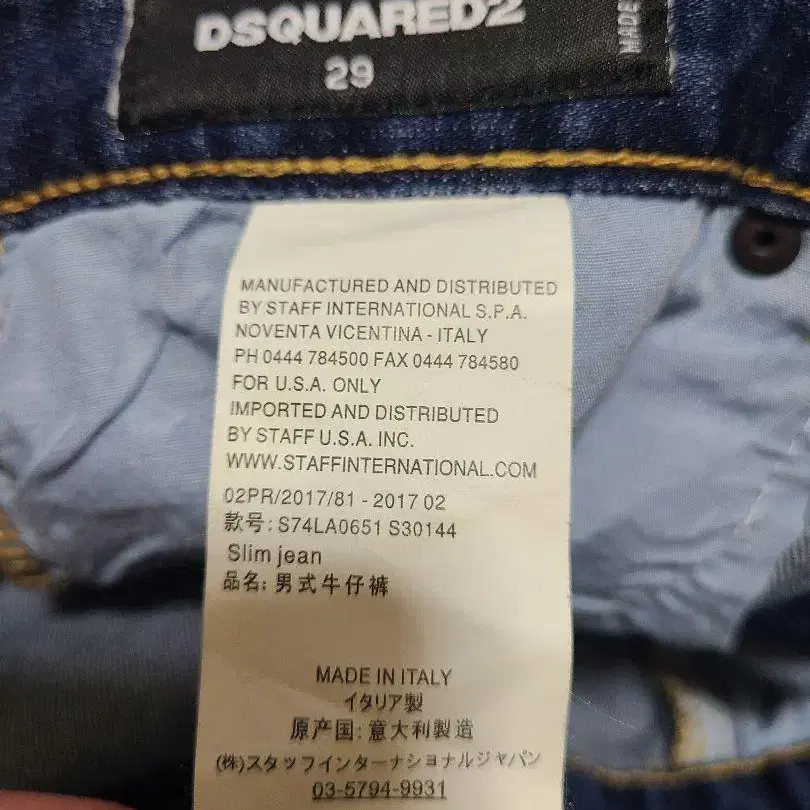 DSQUARED2
29
MADE
MANUFACTURED AND DISTRIBUTED
BY STAFF INTERNATIONAL S.P.A.
NOVENTA VICENTINA - ITALY
PH 0444 784500 FAX 0444 784580
FOR U.S.A. ONLY
IMPORTED AND DISTRIBUTED
BY STAFF U.S.A. INC.
WWW.STAFFINTERNATIONAL.COM
02PR/2017/81 - 2017 02
款号: S74LA0651 S30144
Slim jean
品名: 男式牛仔裤
MADE IN ITALY
イタリア製
原产国: 意大利製造
(株)スタッフインターナショナルジャパン
03-5794-9931